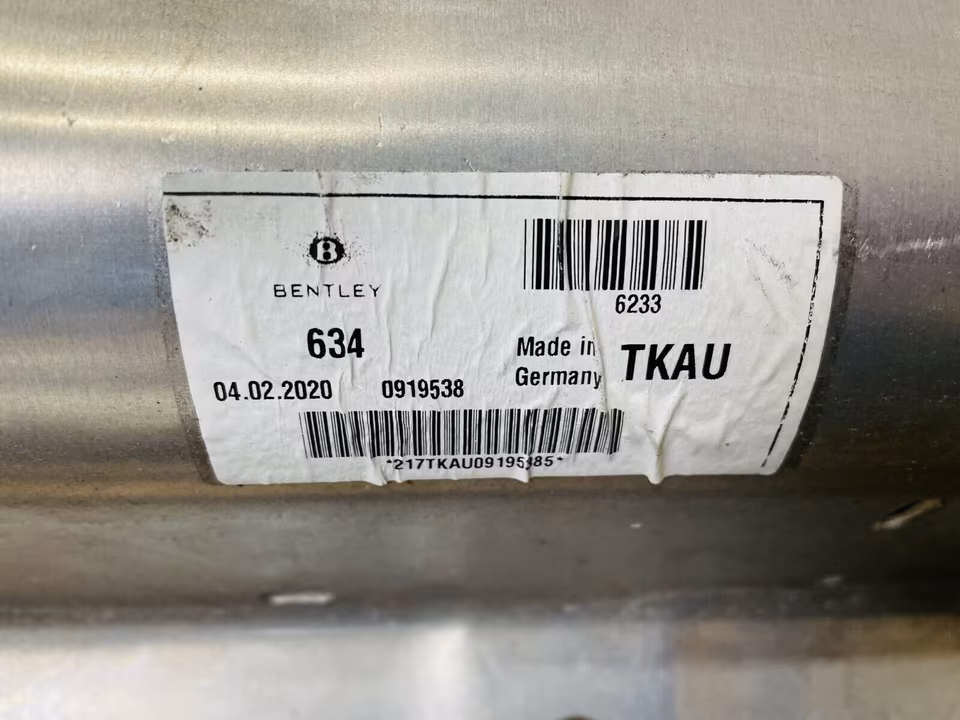 B
BENTLEY
6233
634
Made in
Germany
TKAU
04.02.2020 0919538